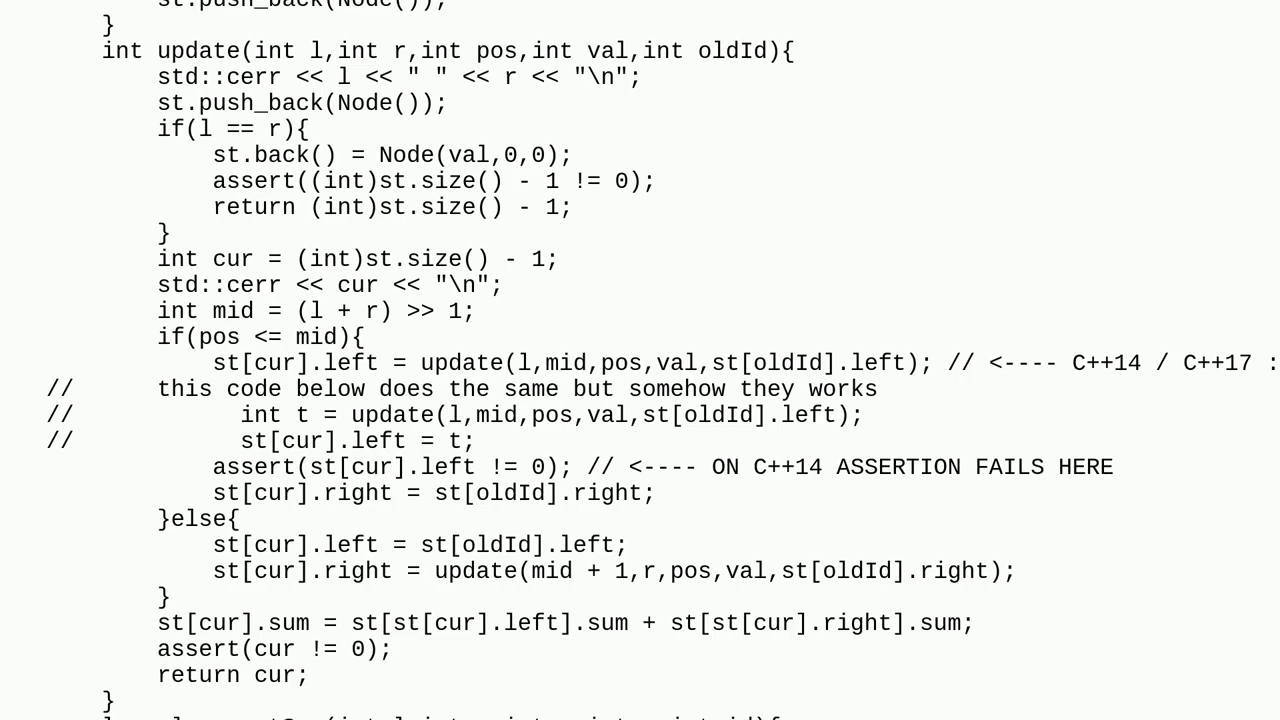 st.push_back(Node());
}
int update(int l,int r,int pos,int val,int oldId){
std::cerr << l << " " << r << "\n";
st.push_back(Node());
if(l == r){
st.back() = Node(val,0,0);
assert((int)st.size() - 1 != 0);
return (int)st.size() - 1;
}
int cur = (int)st.size() - 1;
std::cerr << cur << "\n";
int mid = (l + r) >> 1;
if(pos <= mid){
st[cur].left = update(l,mid,pos,val,st[oldId].left); // <---- C++14 / C++17 :
// this code below does the same but somehow they works
// int t = update(l,mid,pos,val,st[oldId].left);
// st[cur].left = t;
assert(st[cur].left != 0); // <---- ON C++14 ASSERTION FAILS HERE
st[cur].right = st[oldId].right;
}else{
st[cur].left = st[oldId].left;
st[cur].right = update(mid + 1,r,pos,val,st[oldId].right);
}
st[cur].sum = st[st[cur].left].sum + st[st[cur].right].sum;
assert(cur != 0);
return cur;
}